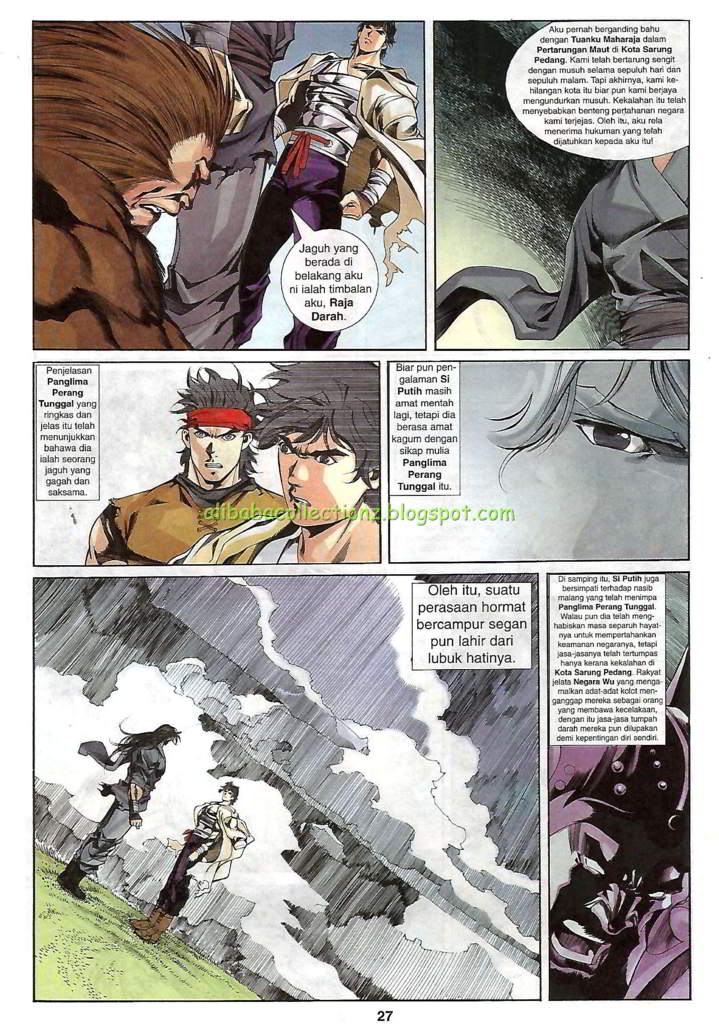 Jaguh yang
berada di
belakang aku
ni ialah timbalan
aku, Raja
Darah.
Aku pernah berganding bahu
dengan Tuanku Maharaja dalam
Pertarungan Maut di Kota Sarung
Pedang. Kami telah bertarung sengit
dengan musuh selama sepuluh hari dan
sepuluh malam. Tapi akhirnya, kami ke-
hilangan kota itu biar pun kami berjaya
mengundurkan musuh. Kekalahan itu telah
menyebabkan benteng pertahanan negara
kami terjejas. Oleh itu, aku rela
menerima hukuman yang telah
dijatuhkan kepada aku itu!
Penjelasan
Panglima
Perang
Tunggal yang
ringkas dan
jelas itu telah
menunjukkan
bahawa dia
ialah seorang
jaguh yang
gagah dan
saksama.
Biar pun pen-
galaman Si
Putih masih
amat mentah
lagi, tetapi dia
berasa amat
kagum dengan
sikap mulia
Panglima
Perang
Tunggal itu.
alibabacollectionz.blogspot.com
Oleh itu, suatu
perasaan hormat
bercampur segan
pun lahir dari
lubuk hatinya.
Di samping itu, Si Putih juga
bersimpati terhadap nasib
malang yang telah menimpa
Panglima Perang Tunggal.
Walau pun dia telah meng-
habiskan masa separuh hayat-
nya untuk mempertahankan
keamanan negaranya, tetapi
jasa-jasanya telah tertumpas
hanya kerana kekalahan di
Kota Sarung Pedang. Rakyat
jelata Negara Wu yang menga-
malkan adat-adat kolot men-
ganggap mereka sebagai orang
yang membawa kecelakaan,
dengan itu jasa-jasa tumpah
darah mereka pun dilupakan
demi kepentingan diri sendiri.
27